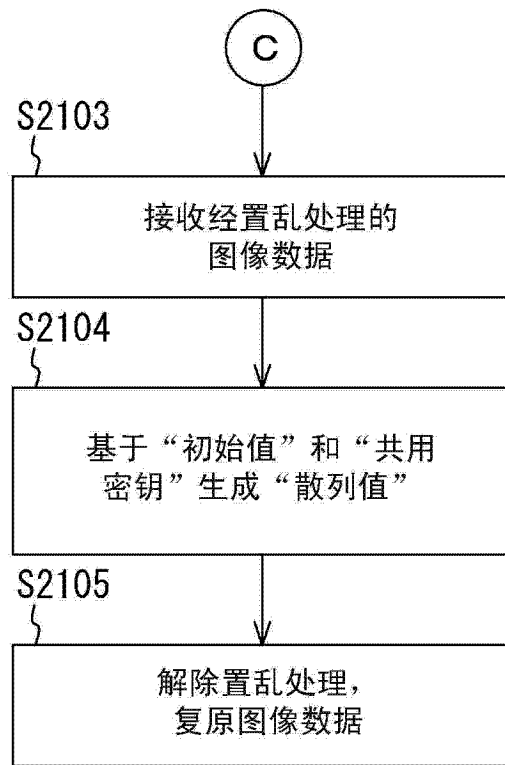 C
S2103
接收经置乱处理的
图像数据
S2104
基于“初始值”和“共用
密钥”生成“散列值”
S2105
解除置乱处理，
复原图像数据